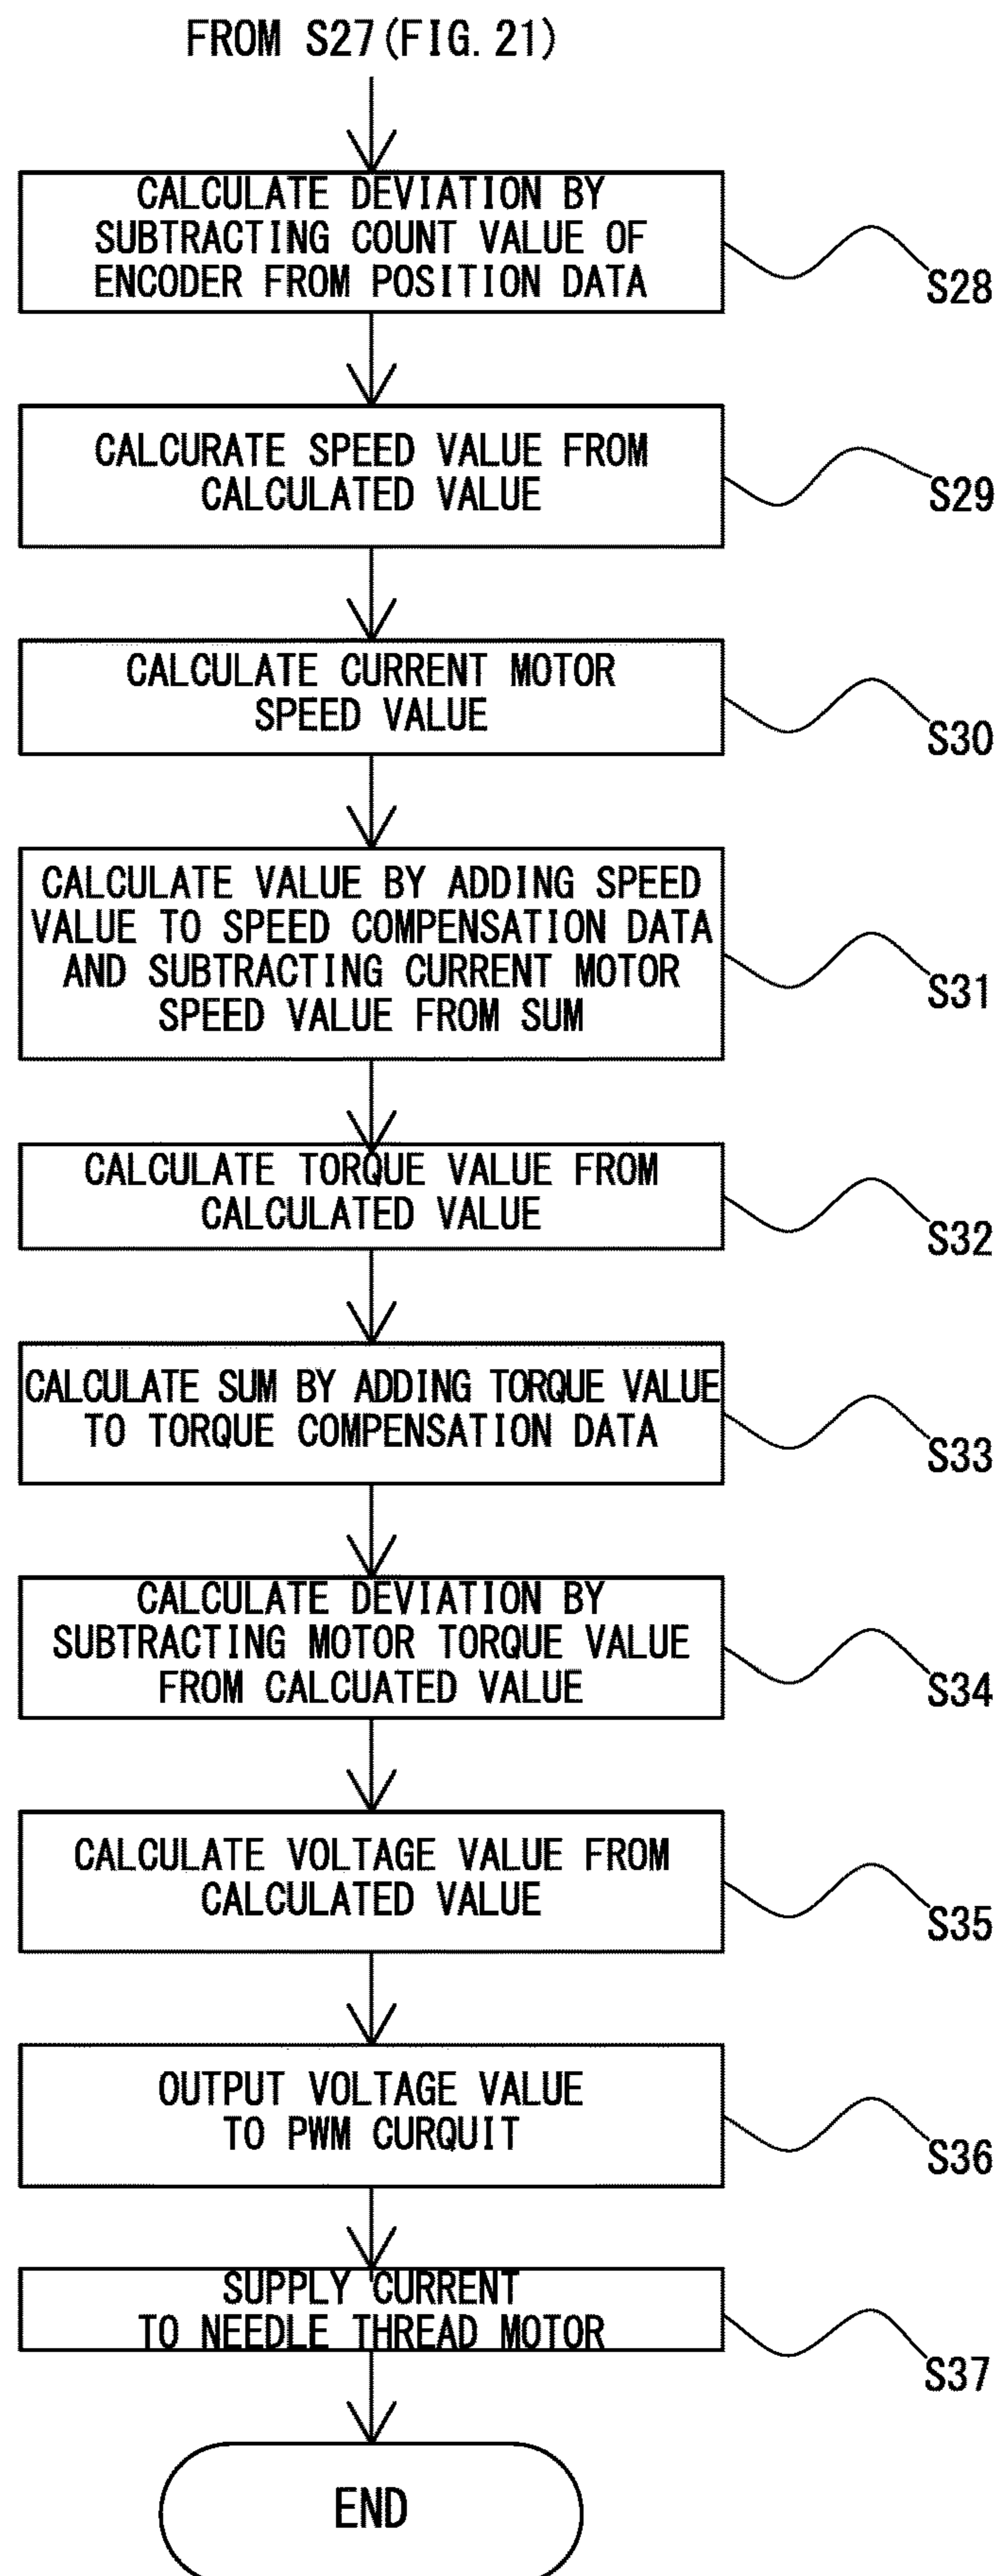 FROM S27(FIG. 21)
CALCULATE DEVIATION BY
SUBTRACTING COUNT VALUE OF
ENCODER FROM POSITION DATA
S28
CALCURATE SPEED VALUE FROM
CALCULATED VALUE
S29
CALCULATE CURRENT MOTOR
SPEED VALUE
S30
CALCULATE VALUE BY ADDING SPEED
VALUE TO SPEED COMPENSATION DATA
AND SUBTRACTING CURRENT MOTOR
SPEED VALUE FROM SUM
S31
CALCULATE TORQUE VALUE FROM
CALCULATED VALUE
S32
CALCULATE SUM BY ADDING TORQUE VALUE
TO TORQUE COMPENSATION DATA
S33
CALCULATE DEVIATION BY
SUBTRACTING MOTOR TORQUE VALUE
FROM CALCUATED VALUE
S34
CALCULATE VOLTAGE VALUE FROM
CALCULATED VALUE
S35
OUTPUT VOLTAGE VALUE
TO PWM CURQUIT
S36
SUPPLY CURRENT
TO NEEDLE THREAD MOTOR
S37
END